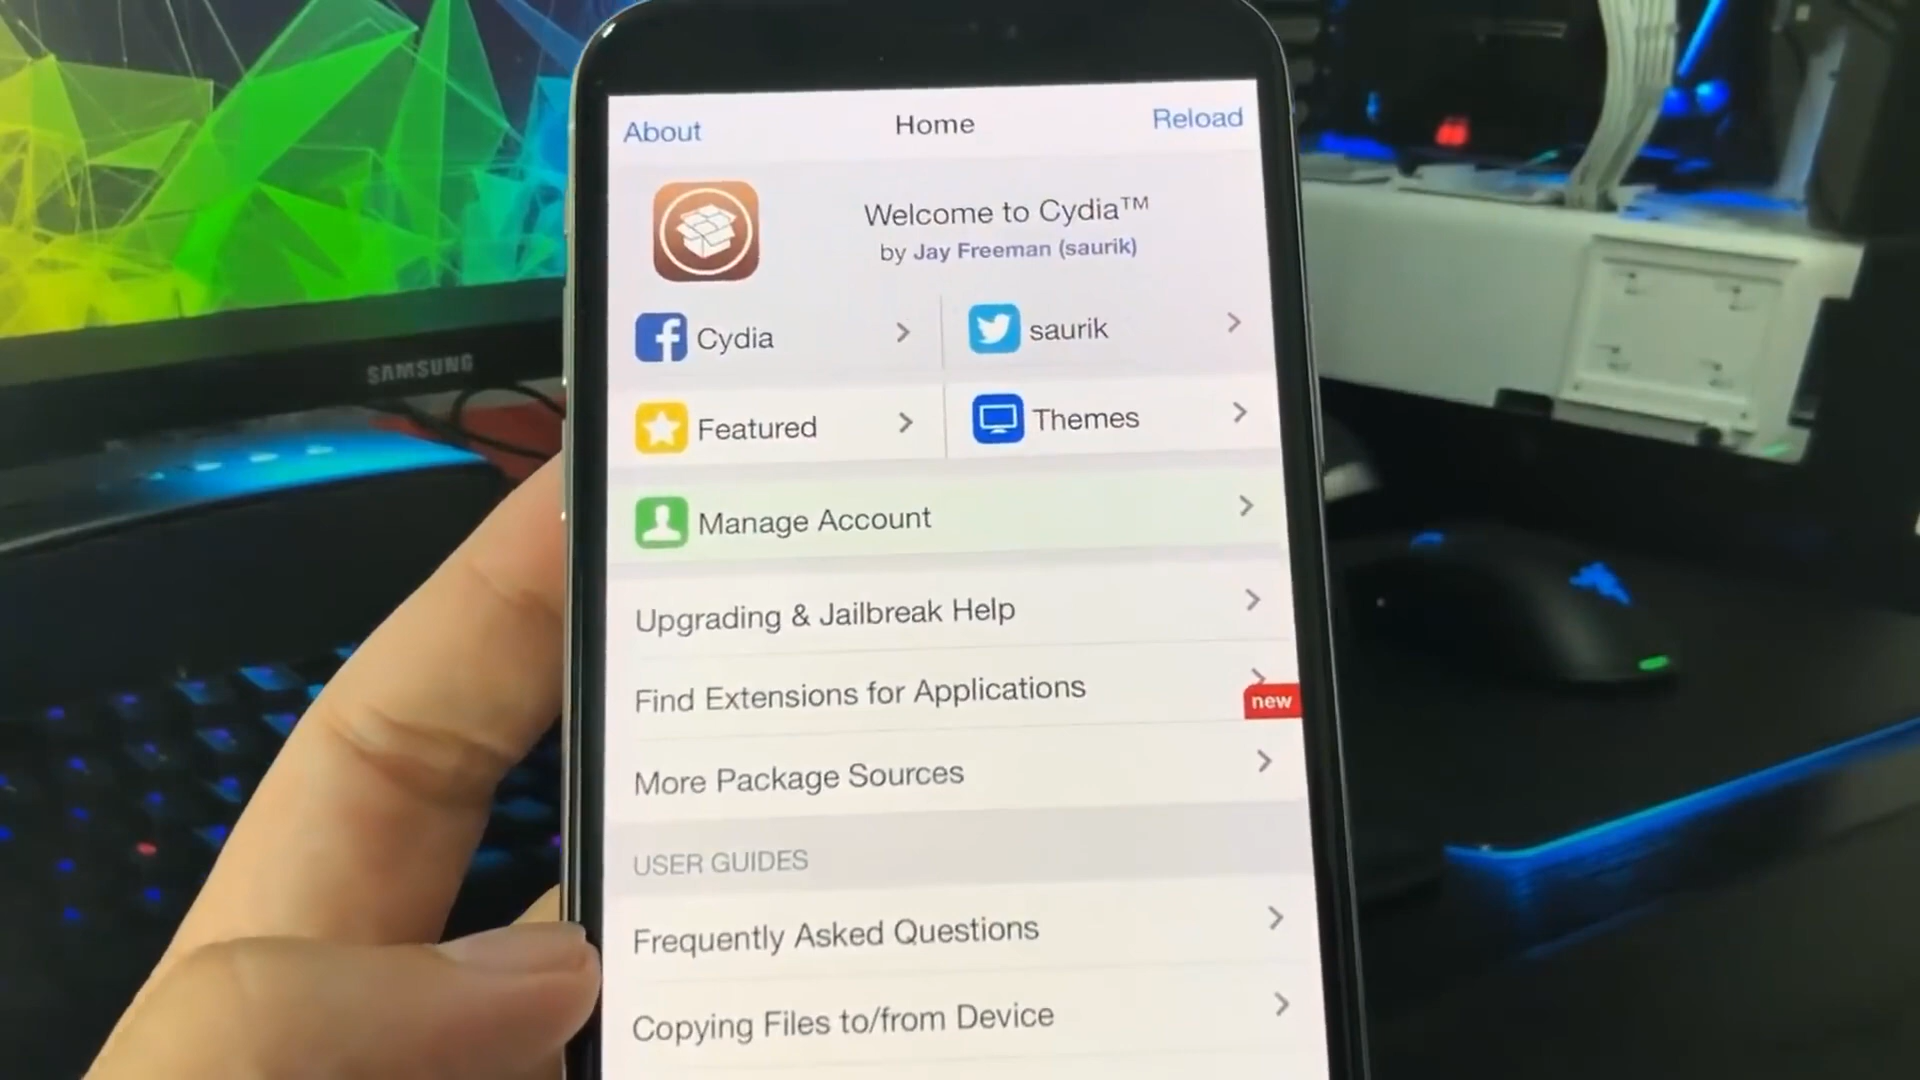 SAMSUNG
About
Home
Reload
Welcome to Cydia™
by Jay Freeman (saurik)
Cydia
saurik
Featured
Themes
Manage Account
Upgrading & Jailbreak Help
Find Extensions for Applications
new
More Package Sources
USER GUIDES
Frequently Asked Questions
Copying Files to/from Device